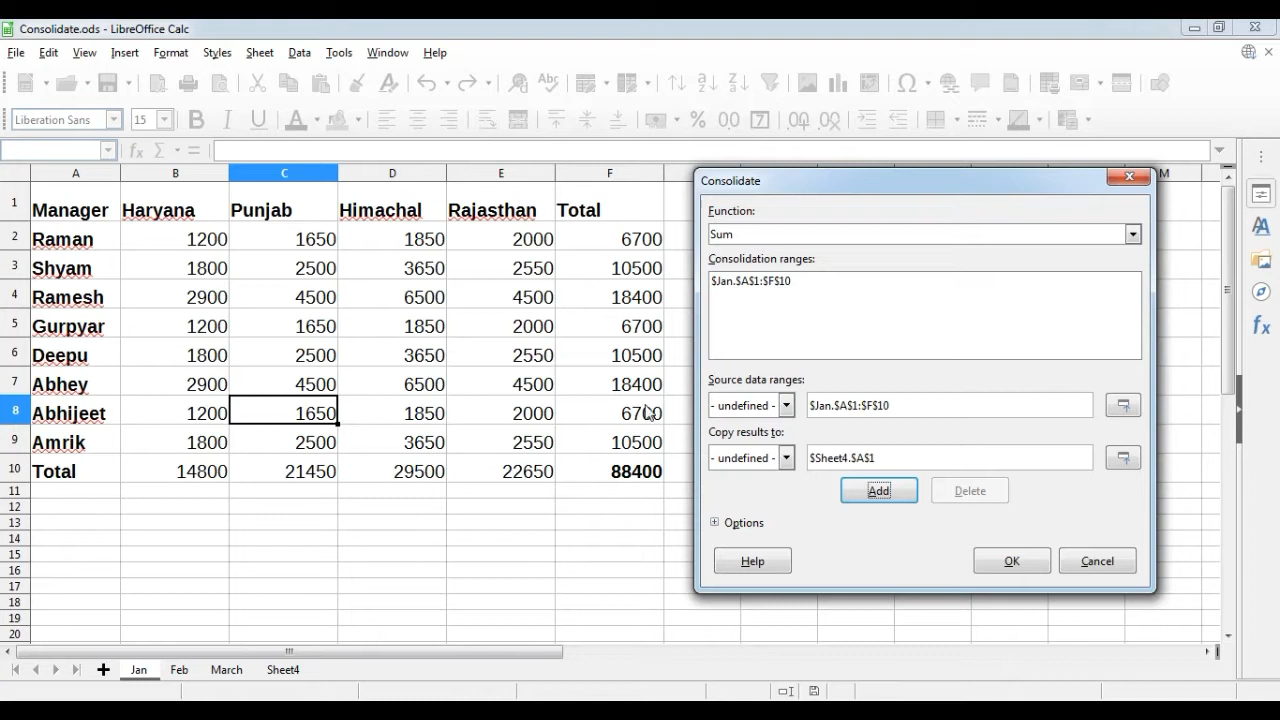 Consolidate.ods - LibreOffice Calc
File Edit View Insert Format Styles Sheet Data Tools Window Help
Liberation Sans 15
A B C D E F M
1 Manager Haryana Punjab Himachal Rajasthan Total
2 Raman 1200 1650 1850 2000 6700
3 Shyam 1800 2500 3650 2550 10500
4 Ramesh 2900 4500 6500 4500 18400
5 Gurpyar 1200 1650 1850 2000 6700
6 Deepu 1800 2500 3650 2550 10500
7 Abhey 2900 4500 6500 4500 18400
8 Abhijeet 1200 1650 1850 2000 6700
9 Amrik 1800 2500 3650 2550 10500
10 Total 14800 21450 29500 22650 88400
11
12
13
14
15
16
17
18
19
20
Consolidate
Function:
Sum
Consolidation ranges:
$Jan.$A$1:$F$10
Source data ranges:
- undefined - $Jan.$A$1:$F$10
Copy results to:
- undefined - $Sheet4.$A$1
Add Delete
Options
Help OK Cancel
Jan Feb March Sheet4